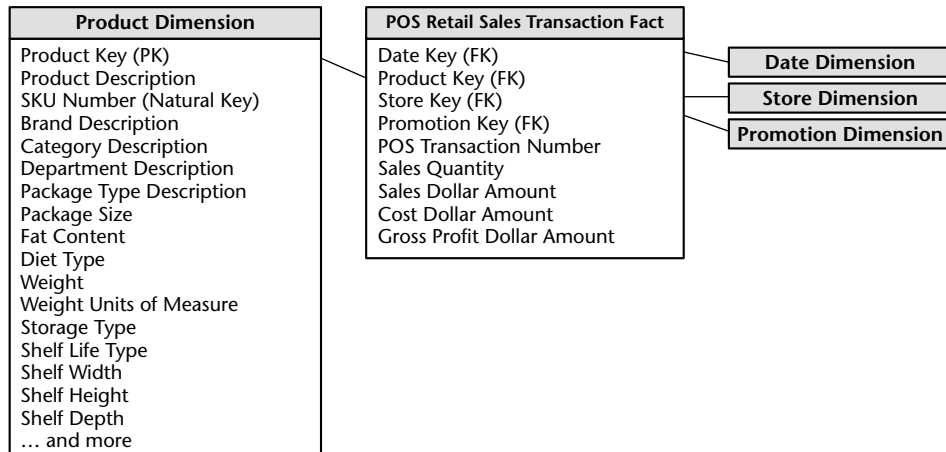 Product Dimension
Product Key (PK)
Product Description
SKU Number (Natural Key)
Brand Description
Category Description
Department Description
Package Type Description
Package Size
Fat Content
Diet Type
Weight
Weight Units of Measure
Storage Type
Shelf Life Type
Shelf Width
Shelf Height
Shelf Depth
… and more
POS Retail Sales Transaction Fact
Date Key (FK)
Product Key (FK)
Store Key (FK)
Promotion Key (FK)
POS Transaction Number
Sales Quantity
Sales Dollar Amount
Cost Dollar Amount
Gross Profit Dollar Amount
Date Dimension
Store Dimension
Promotion Dimension